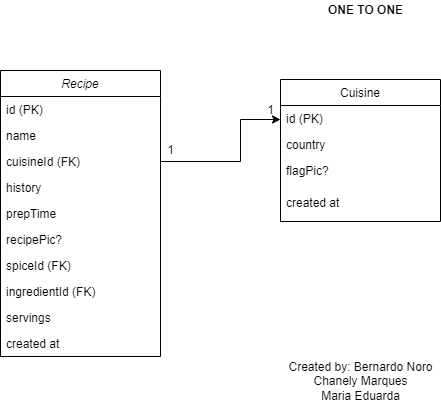 ONE TO ONE
Recipe
id (PK)
name
cuisineId (FK)
history
prepTime
recipePic?
spiceId (FK)
ingredientId (FK)
servings
created at
1
1
Cuisine
id (PK)
country
flagPic?
created at
Created by: Bernardo Noro
Chanely Marques
Maria Eduarda